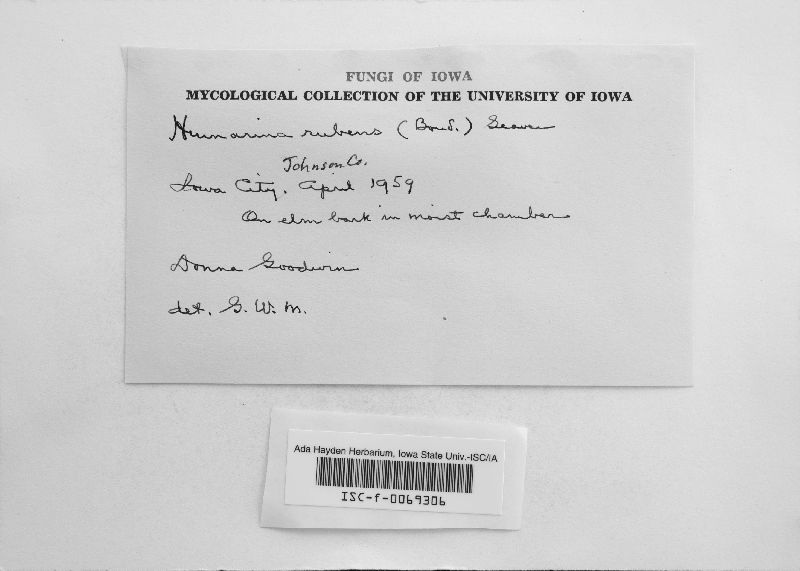 FUNGI OF IOWA
MYCOLOGICAL COLLECTION OF THE UNIVERSITY OF IOWA
Humarina rubens (Boud.) Seaver
Johnson Co.
Iowa City, April 1959
On elm bark in moist chamber
Donna Goodwin
det. G. W. M.
Ada Hayden Herbarium, Iowa State Univ.-ISC/IA
ISC-f-0069306